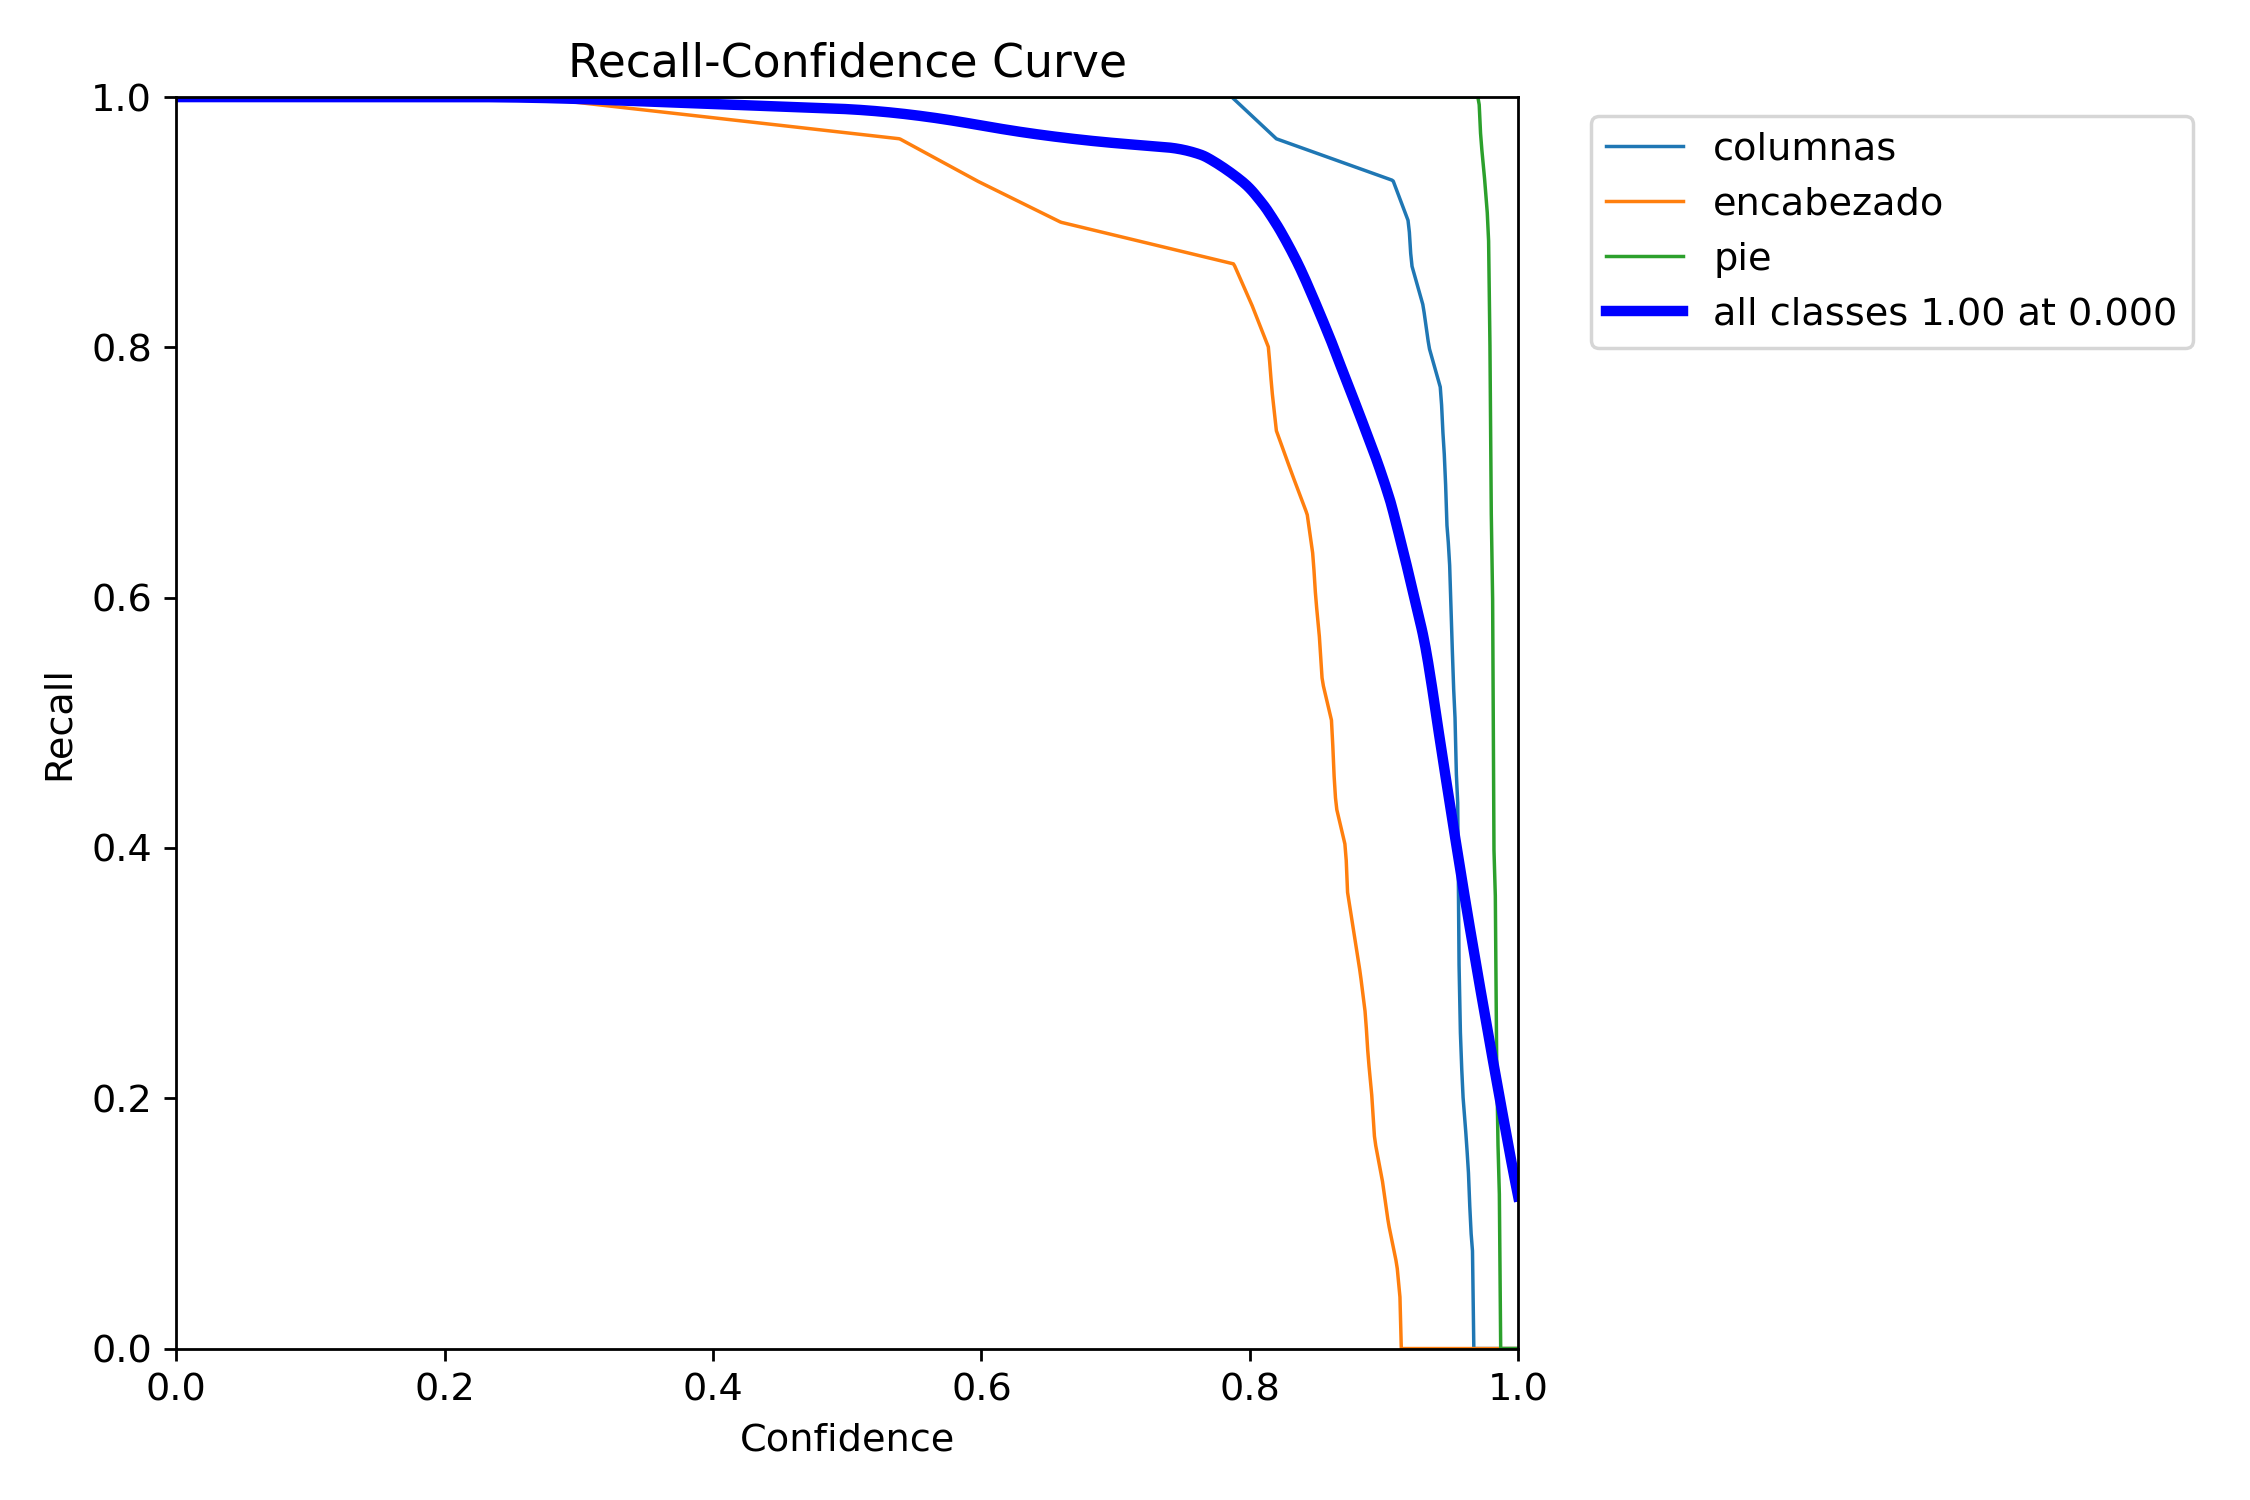 Recall-Confidence Curve
1.0
0.8
0.6
0.4
0.2
0.0
Recall
0.0 0.2 0.4 0.6 0.8 1.0
Confidence
columnas
encabezado
pie
all classes 1.00 at 0.000